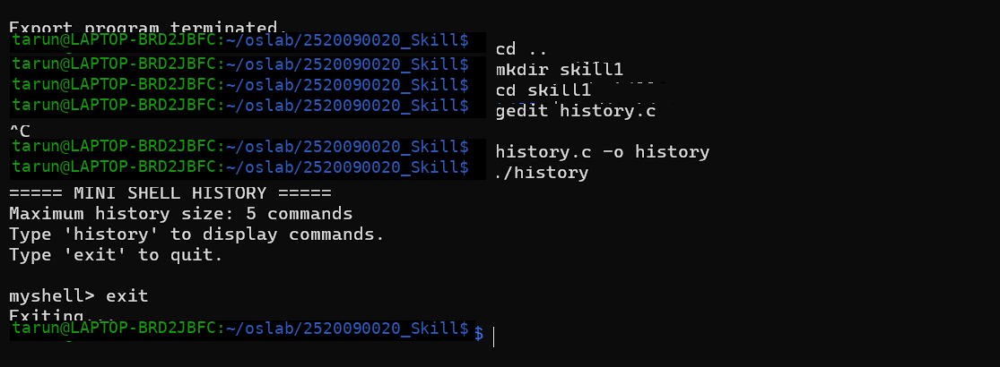 Export program terminated.
tarun@LAPTOP-BRD2JBFC:~/oslab/2520090020_Skill$ cd ..
tarun@LAPTOP-BRD2JBFC:~/oslab/2520090020_Skill$ mkdir skill1
tarun@LAPTOP-BRD2JBFC:~/oslab/2520090020_Skill$ cd skill1
tarun@LAPTOP-BRD2JBFC:~/oslab/2520090020_Skill$ gedit history.c
^C
tarun@LAPTOP-BRD2JBFC:~/oslab/2520090020_Skill$ history.c -o history
tarun@LAPTOP-BRD2JBFC:~/oslab/2520090020_Skill$ ./history
===== MINI SHELL HISTORY =====
Maximum history size: 5 commands
Type 'history' to display commands.
Type 'exit' to quit.
myshell> exit
Exiting...
tarun@LAPTOP-BRD2JBFC:~/oslab/2520090020_Skill$ $